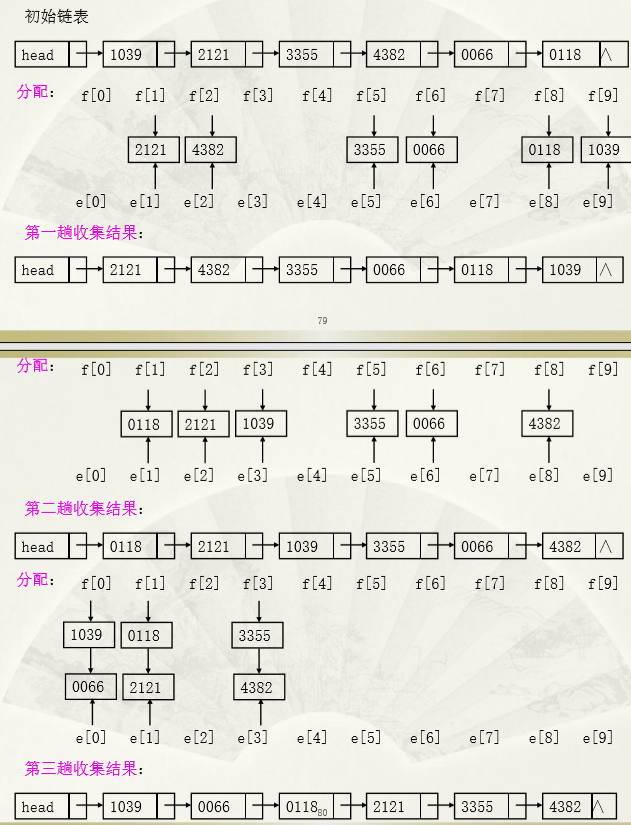 初始链表
head 1039 2121 3355 4382 0066 0118 ∧
分配: f[0] f[1] f[2] f[3] f[4] f[5] f[6] f[7] f[8] f[9]
2121 4382 3355 0066 0118 1039
e[0] e[1] e[2] e[3] e[4] e[5] e[6] e[7] e[8] e[9]
第一趟收集结果:
head 2121 4382 3355 0066 0118 1039 ∧
79
分配: f[0] f[1] f[2] f[3] f[4] f[5] f[6] f[7] f[8] f[9]
0118 2121 1039 3355 0066 4382
e[0] e[1] e[2] e[3] e[4] e[5] e[6] e[7] e[8] e[9]
第二趟收集结果:
head 0118 2121 1039 3355 0066 4382 ∧
分配: f[0] f[1] f[2] f[3] f[4] f[5] f[6] f[7] f[8] f[9]
1039 0118 3355
0066 2121 4382
e[0] e[1] e[2] e[3] e[4] e[5] e[6] e[7] e[8] e[9]
第三趟收集结果:
head 1039 0066 0118 2121 3355 4382 ∧
80